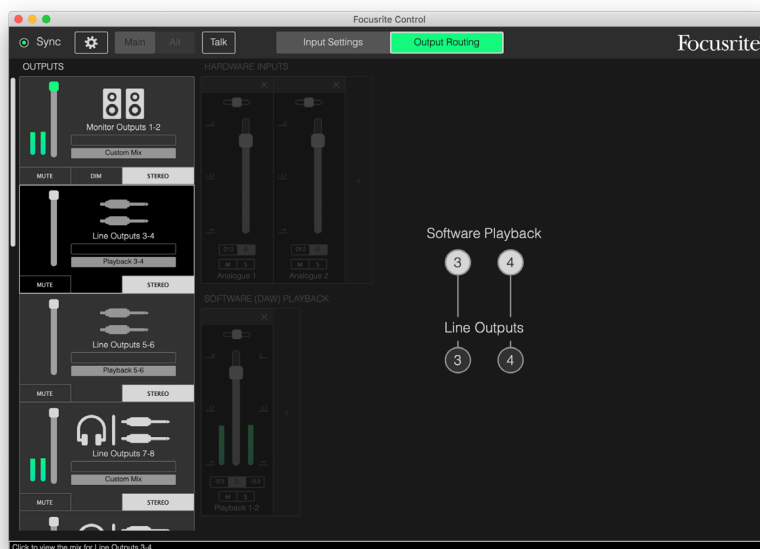 Focusrite Control
Sync
Main
Alt
Talk
Input Settings
Output Routing
Focusrite
OUTPUTS
Monitor Outputs 1-2
Custom Mix
MUTE
DIM
STEREO
Line Outputs 3-4
Playback 3-4
MUTE
STEREO
Line Outputs 5-6
Playback 5-6
MUTE
STEREO
Line Outputs 7-8
Custom Mix
MUTE
STEREO
HARDWARE INPUTS
M S
M S
Analogue 1
Analogue 2
SOFTWARE (DAW) PLAYBACK
M S
Playback 1-2
Software Playback
3 4
Line Outputs
3 4
Click to view the mix for Line Outputs 3-4